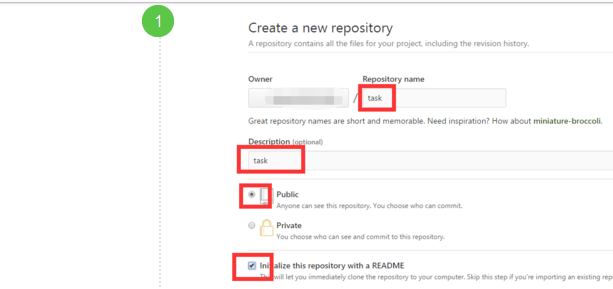 1
Create a new repository
A repository contains all the files for your project, including the revision history.
Owner Repository name
/ task
Great repository names are short and memorable. Need inspiration? How about miniature-broccoli.
Description (optional)
task
Public
Anyone can see this repository. You choose who can commit.
Private
You choose who can see and commit to this repository.
Initialize this repository with a README
This will let you immediately clone the repository to your computer. Skip this step if you're importing an existing rep